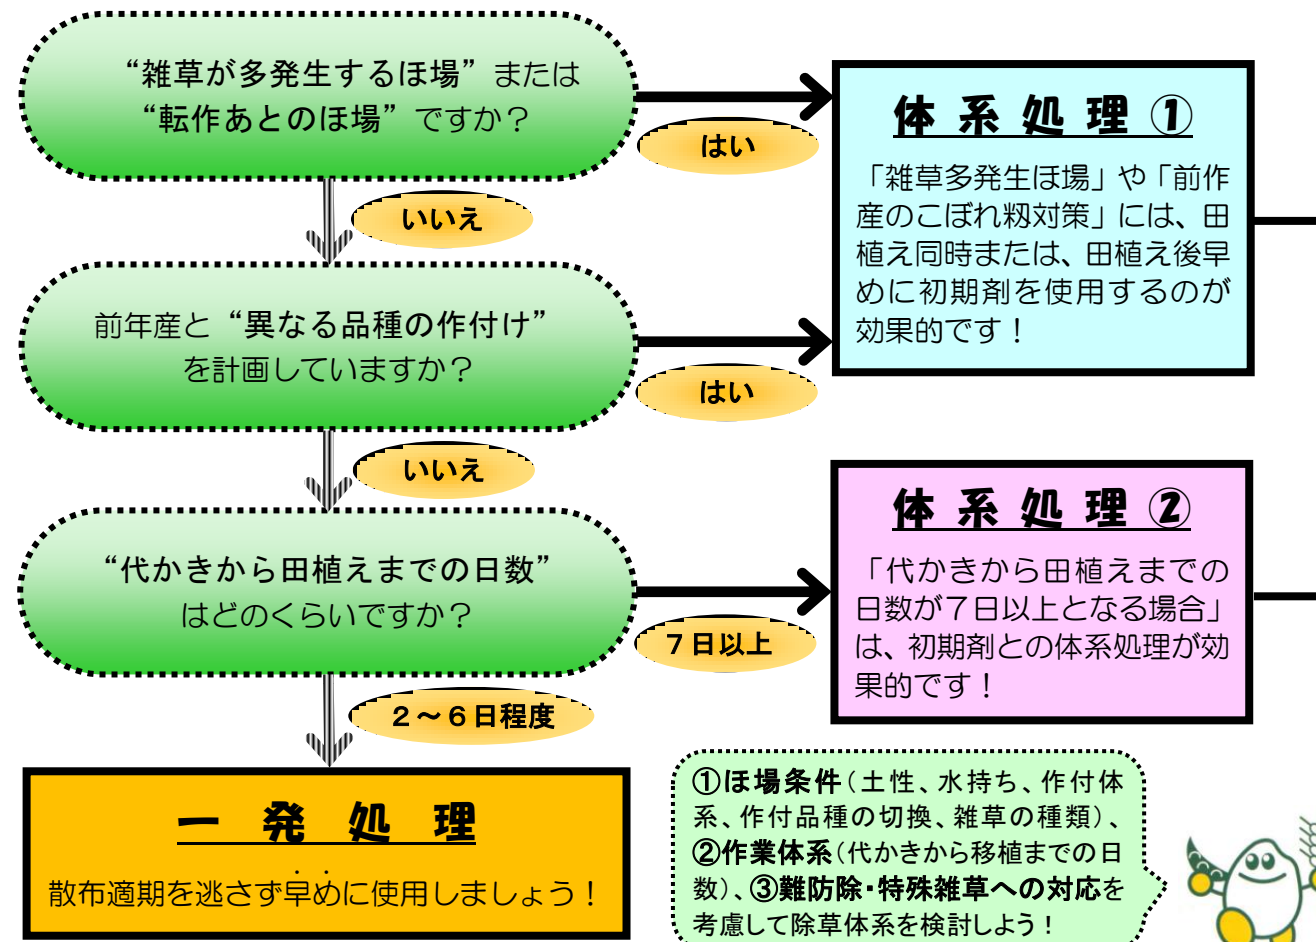 “雑草が多発生するほ場”または
“転作あとのほ場”ですか？
はい
いいえ
体系処理①
「雑草多発生ほ場」や「前作
産のこぼれ籾対策」には、田
植え同時または、田植え後早
めに初期剤を使用するのが
効果的です！
前年産と“異なる品種の作付け”
を計画していますか？
はい
いいえ
“代かきから田植えまでの日数”
はどのくらいですか？
７日以上
２～６日程度
体系処理②
「代かきから田植えまでの
日数が７日以上となる場合」
は、初期剤との体系処理が効
果的です！
一発処理
散布適期を逃さず早めに使用しましょう！
①ほ場条件（土性、水持ち、作付体
系、作付品種の切換、雑草の種類）、
②作業体系（代かきから移植までの日
数）、③難防除・特殊雑草への対応を
考慮して除草体系を検討しよう！